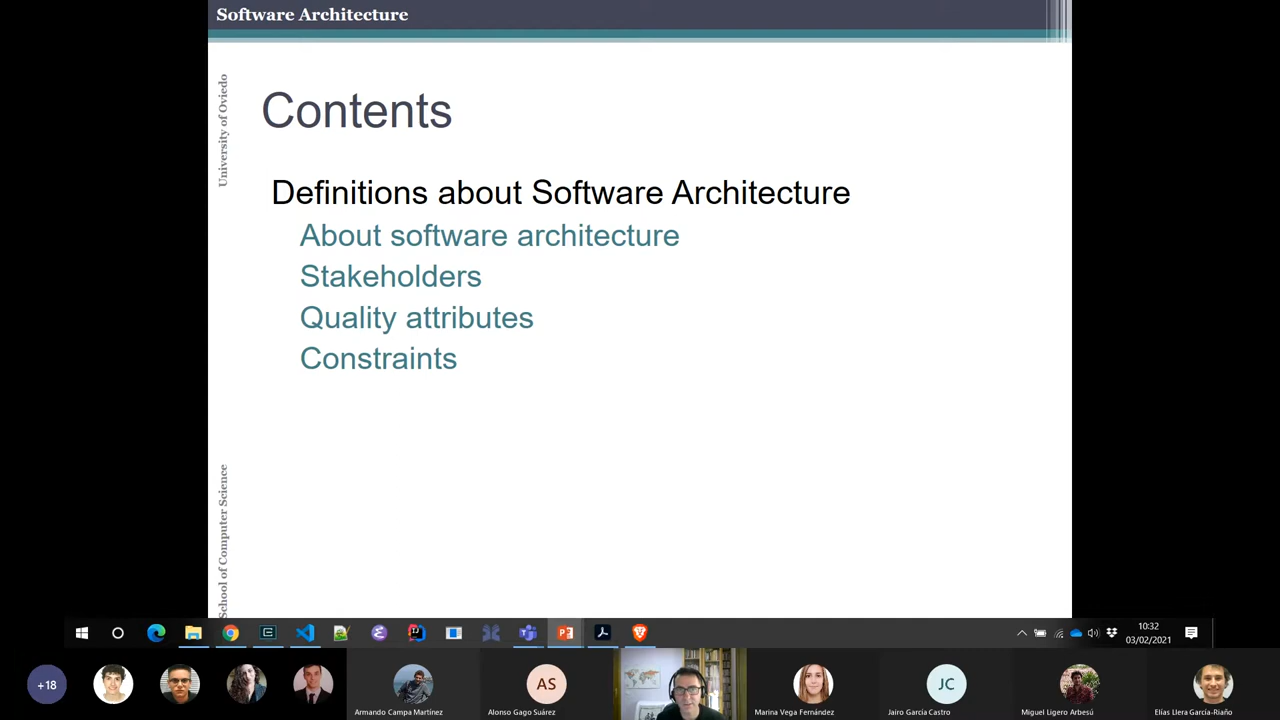 Software Architecture
University of Oviedo
Contents
Definitions about Software Architecture
About software architecture
Stakeholders
Quality attributes
Constraints
School of Computer Science
10:32
03/02/2021
+18
Armando Campa Martínez
AS
Alonso Gago Suárez
Marina Vega Fernández
JC
Jairo García Castro
Miguel Ligero Arbesú
Elías Llera García-Riaño